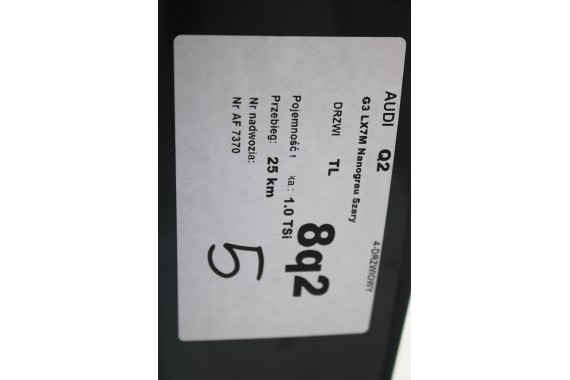 AUDI Q2
G3 LX7M Nanograu Szary
4-DRZWIOWY
DRZWI TL
8q2
Pojemność ! ka : 1.0 TSi
Przebieg: 25 km
Nr nadwozia:
Nr AF 7370
5